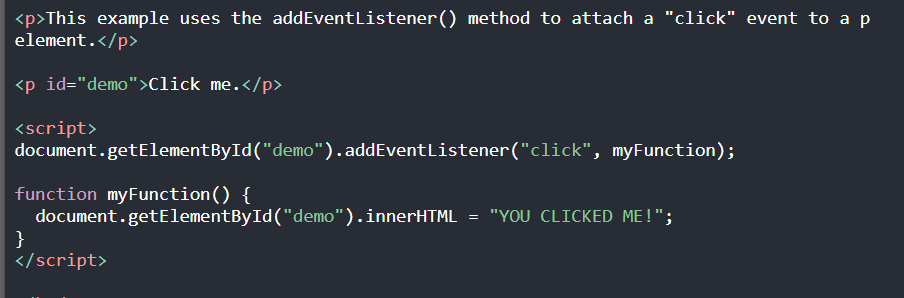 <p>This example uses the addEventListener() method to attach a "click" event to a p
element.</p>
<p id="demo">Click me.</p>
<script>
document.getElementById("demo").addEventListener("click", myFunction);
function myFunction() {
  document.getElementById("demo").innerHTML = "YOU CLICKED ME!";
}
</script>